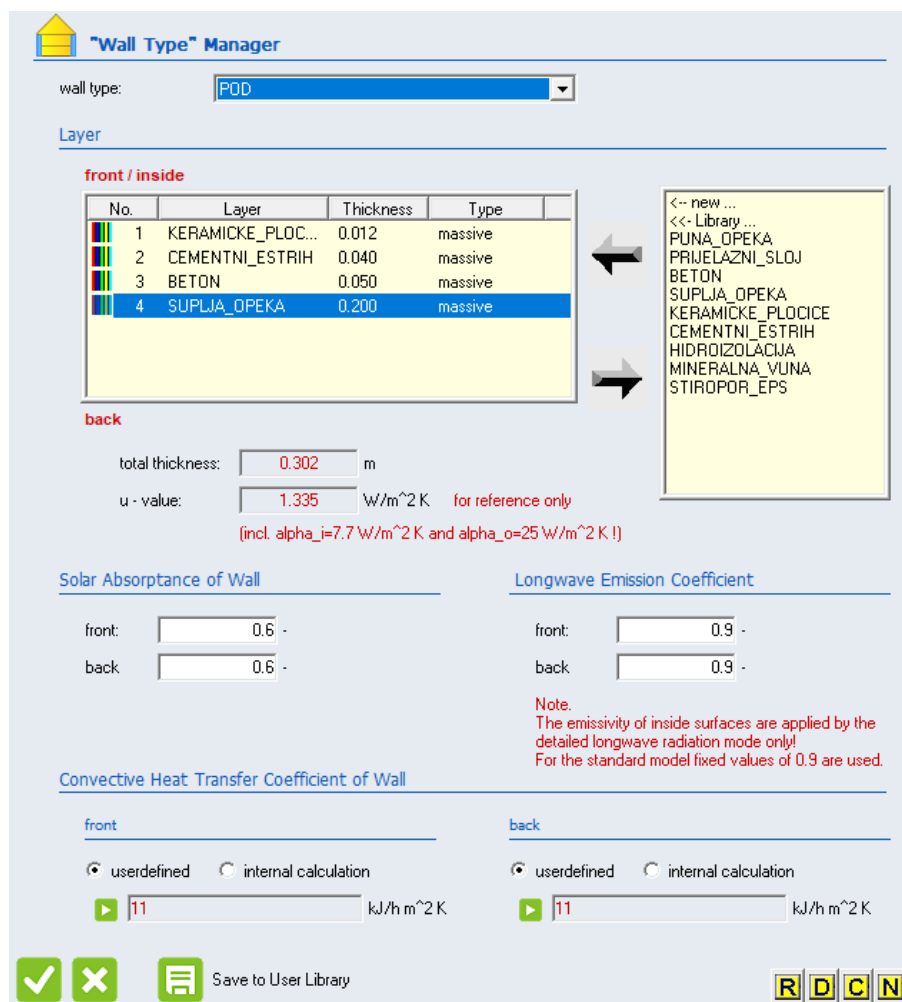 "Wall Type" Manager
wall type: POD
Layer
front / inside
No. Layer Thickness Type
1 KERAMICKE_PLOC... 0.012 massive
2 CEMENTNI_ESTRIH 0.040 massive
3 BETON 0.050 massive
4 SUPLJA_OPEKA 0.200 massive
<-- new ...
<<- Library ...
PUNA_OPEKA
PRIJELAZNI_SLOJ
BETON
SUPLJA_OPEKA
KERAMICKE_PLOCICE
CEMENTNI_ESTRIH
HIDROIZOLACIJA
MINERALNA_VUNA
STIROPOR_EPS
back
total thickness: 0.302 m
u - value: 1.335 W/m^2 K for reference only
(incl. alpha_i=7.7 W/m^2 K and alpha_o=25 W/m^2 K !)
Solar Absorptance of Wall
front: 0.6 -
back 0.6 -
Longwave Emission Coefficient
front: 0.9 -
back 0.9 -
Note.
The emissivity of inside surfaces are applied by the
detailed longwave radiation mode only!
For the standard model fixed values of 0.9 are used.
Convective Heat Transfer Coefficient of Wall
front
userdefined internal calculation
11 kJ/h m^2 K
back
userdefined internal calculation
11 kJ/h m^2 K
Save to User Library
R D C N